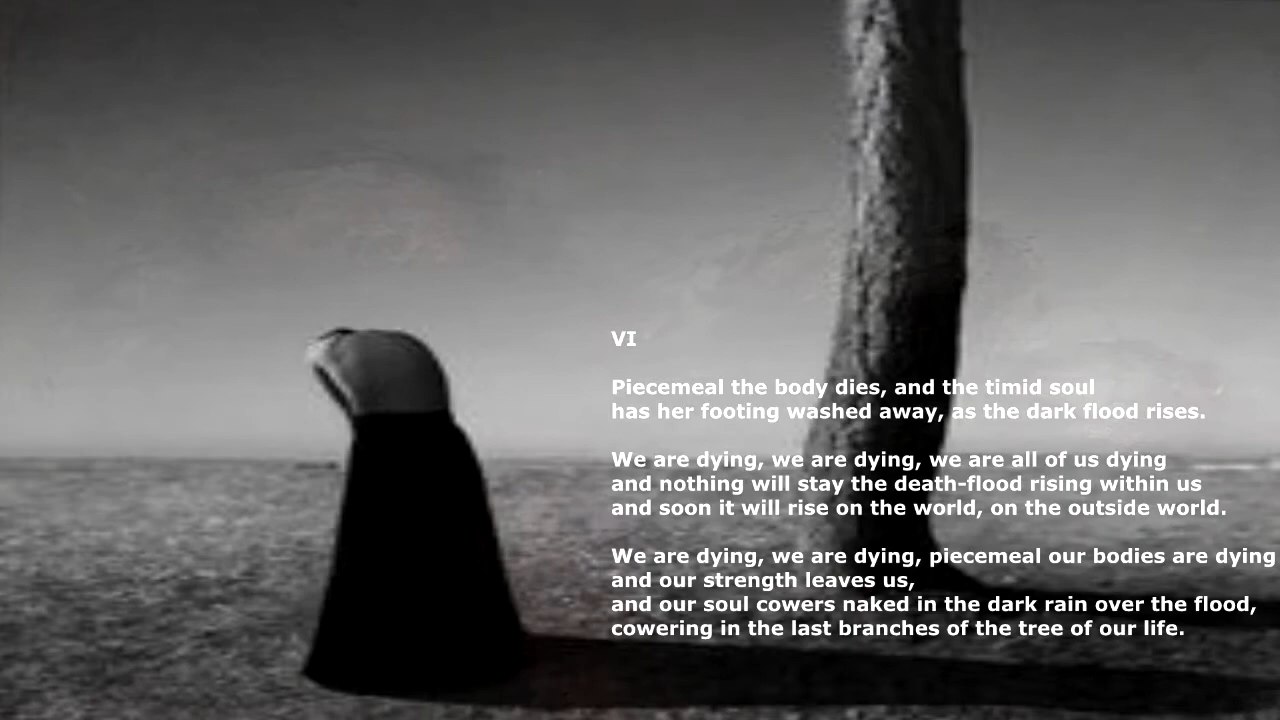 VI
Piecemeal the body dies, and the timid soul
has her footing washed away, as the dark flood rises.
We are dying, we are dying, we are all of us dying
and nothing will stay the death-flood rising within us
and soon it will rise on the world, on the outside world.
We are dying, we are dying, piecemeal our bodies are dying
and our strength leaves us,
and our soul cowers naked in the dark rain over the flood,
cowering in the last branches of the tree of our life.